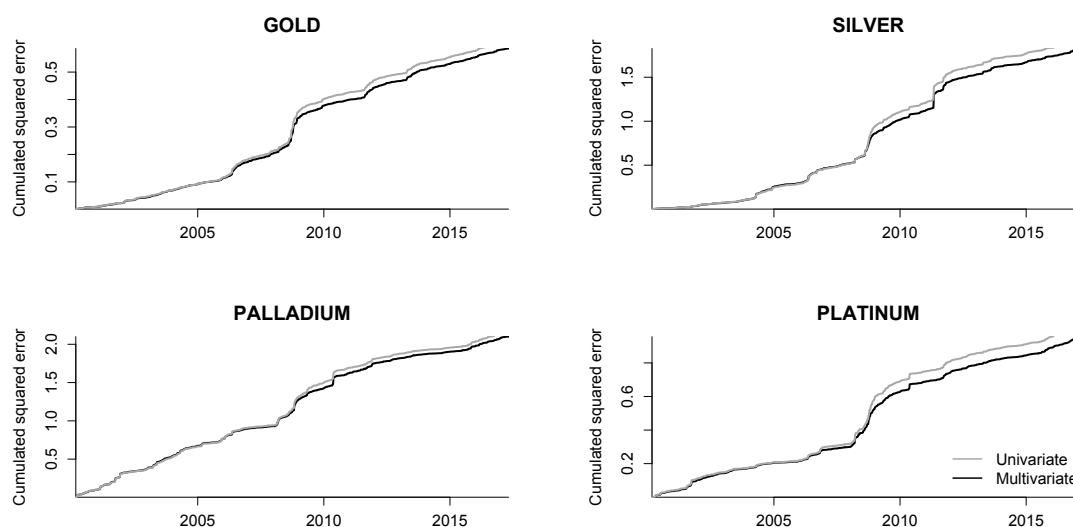 GOLD
Cumulated squared error
0.1 0.3 0.5
2005 2010 2015
SILVER
Cumulated squared error
0.5 1.0 1.5
2005 2010 2015
PALLADIUM
Cumulated squared error
0.5 1.0 1.5 2.0
2005 2010 2015
PLATINUM
Cumulated squared error
0.2 0.6
Univariate
Multivariate
2005 2010 2015